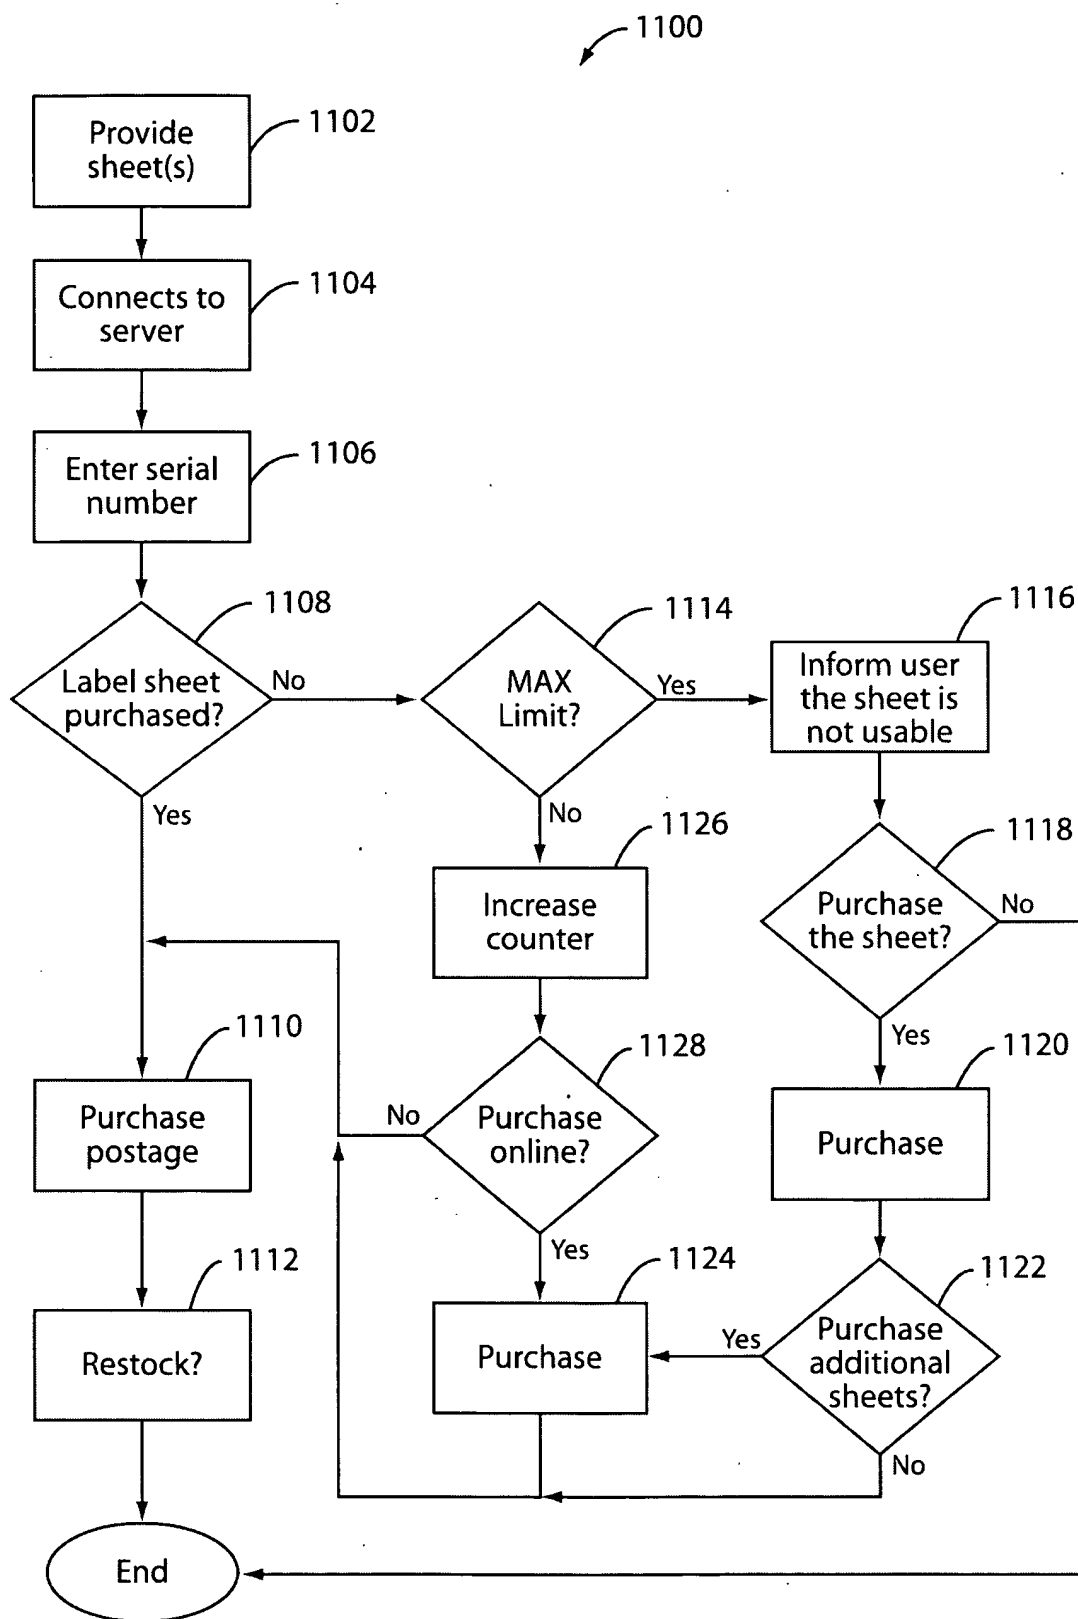 1100
Provide
sheet(s)
1102
Connects to
server
1104
Enter serial
number
1106
Label sheet
purchased?
1108
No
Yes
MAX
Limit?
1114
Yes
No
Inform user
the sheet is
not usable
1116
Increase
counter
1126
Purchase
the sheet?
1118
No
Yes
Purchase
postage
1110
Purchase
online?
1128
No
Yes
Purchase
1120
Restock?
1112
Purchase
1124
Purchase
additional
sheets?
1122
Yes
No
End